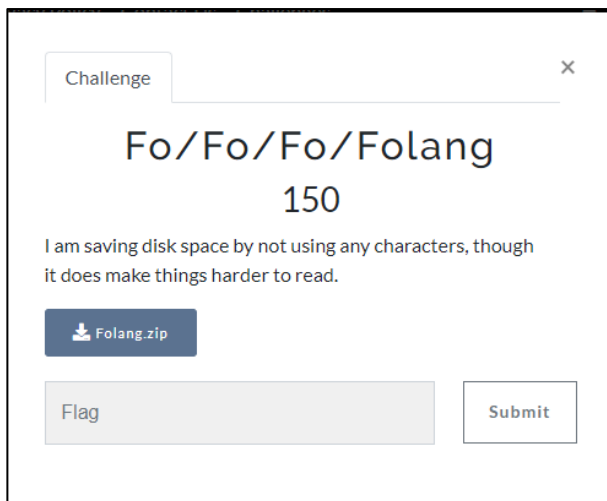 Challenge
×
Fo/Fo/Fo/Folang
150
I am saving disk space by not using any characters, though
it does make things harder to read.
Folang.zip
Flag
Submit